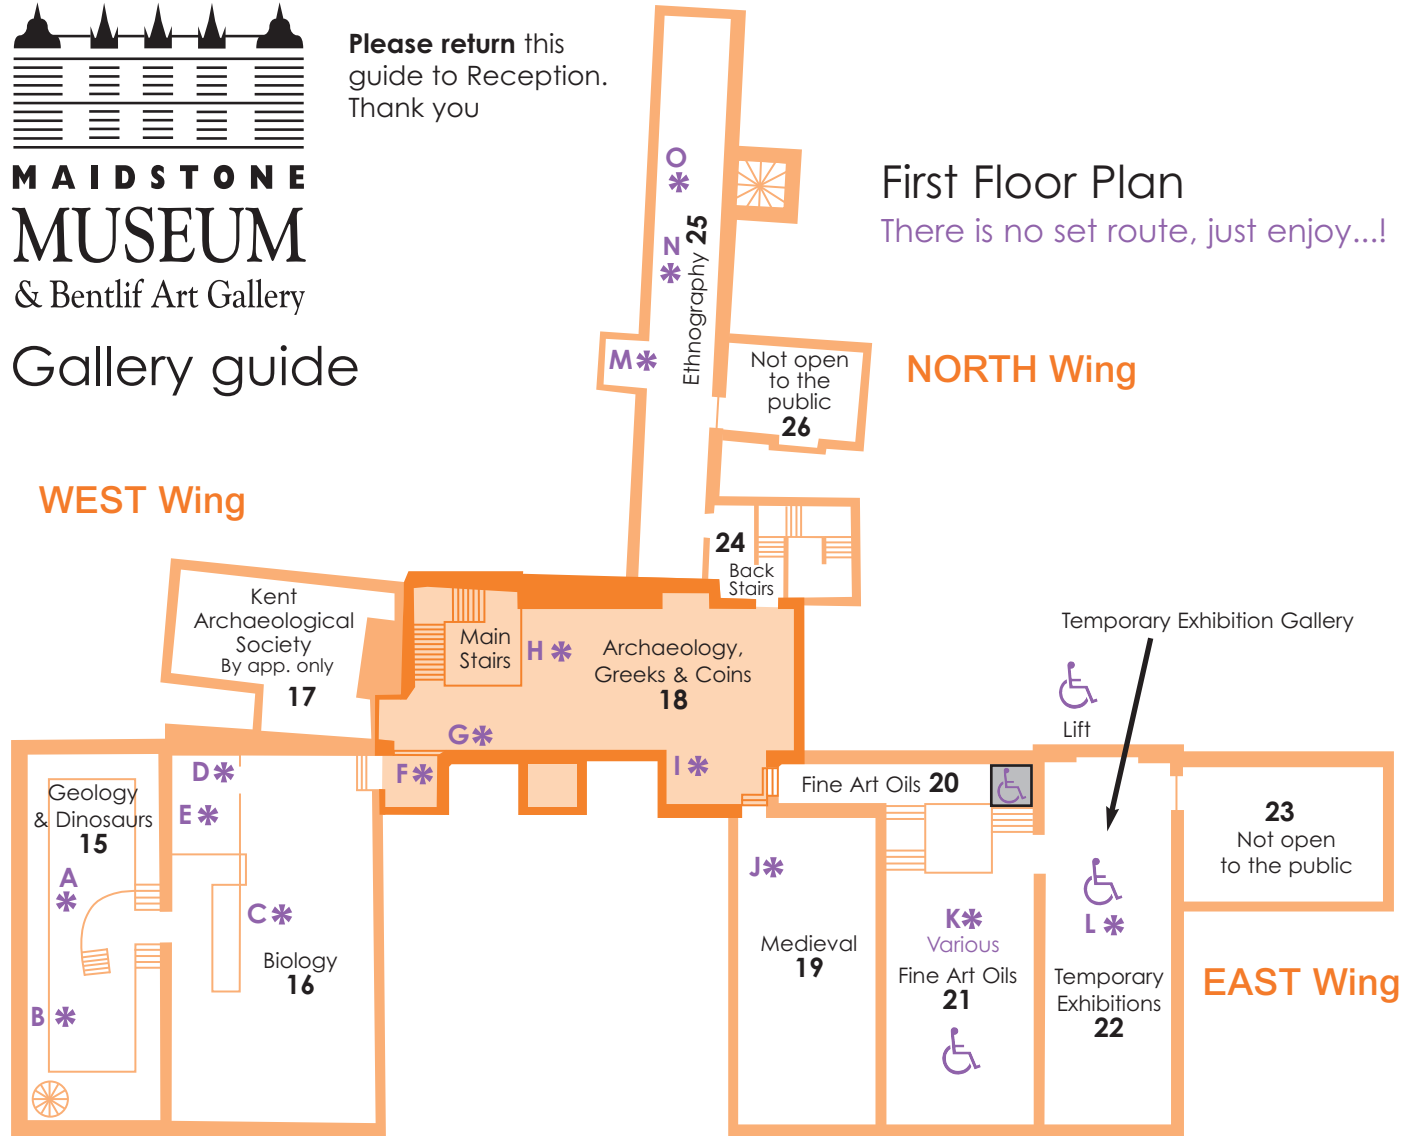 MAIDSTONE
MUSEUM
& Bentlif Art Gallery
Gallery guide
Please return this
guide to Reception.
Thank you
First Floor Plan
There is no set route, just enjoy...!
NORTH Wing
O
N
Ethnography 25
M
Not open
to the
public
26
24
Back
Stairs
WEST Wing
Kent
Archaeological
Society
By app. only
17
Main
Stairs
H
Archaeology,
Greeks & Coins
18
G
F
I
D
E
Geology
& Dinosaurs
15
A
B
C
Biology
16
Temporary Exhibition Gallery
Lift
Fine Art Oils 20
23
Not open
to the public
J
Medieval
19
K
Various
Fine Art Oils
21
L
Temporary
Exhibitions
22
EAST Wing